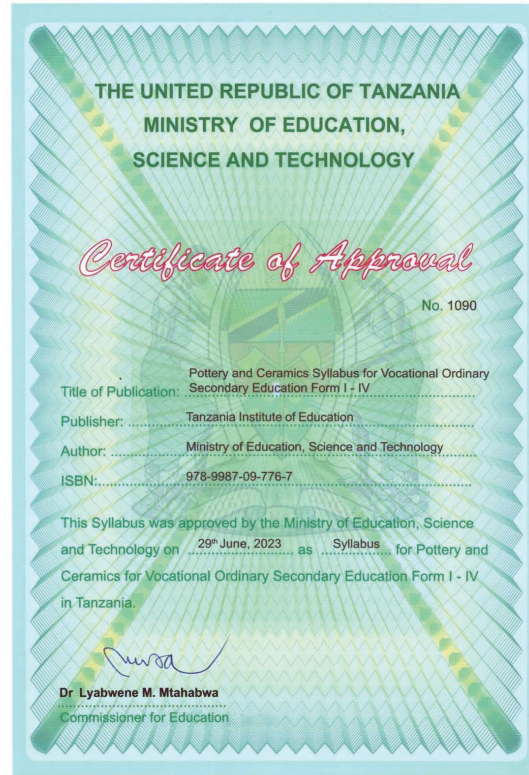 THE UNITED REPUBLIC OF TANZANIA
MINISTRY OF EDUCATION,
SCIENCE AND TECHNOLOGY
Certificate of Approval
No. 1090
Title of Publication: Pottery and Ceramics Syllabus for Vocational Ordinary
Secondary Education Form I - IV
Publisher: Tanzania Institute of Education
Author: Ministry of Education, Science and Technology
ISBN: 978-9987-09-776-7
This Syllabus was approved by the Ministry of Education, Science
and Technology on 29th June, 2023 as Syllabus for Pottery and
Ceramics for Vocational Ordinary Secondary Education Form I - IV
in Tanzania.
Dr Lyabwene M. Mtahabwa
Commissioner for Education